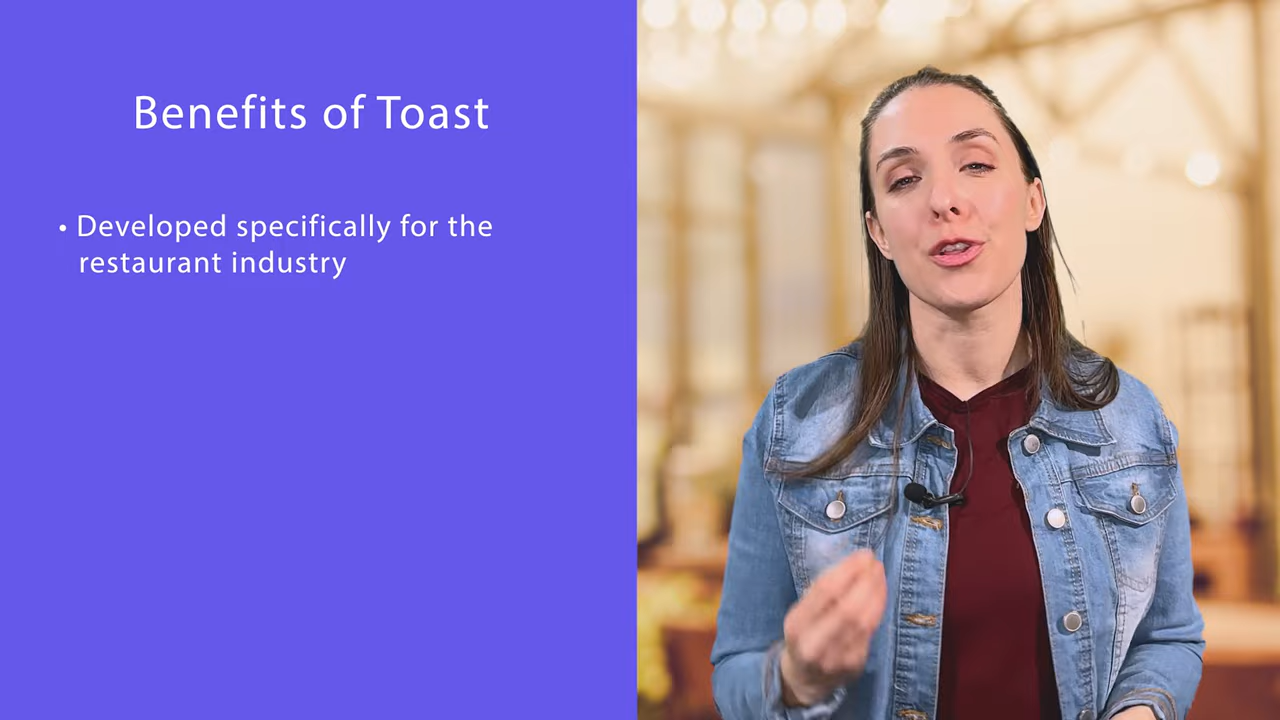 Benefits of Toast
• Developed specifically for the
restaurant industry